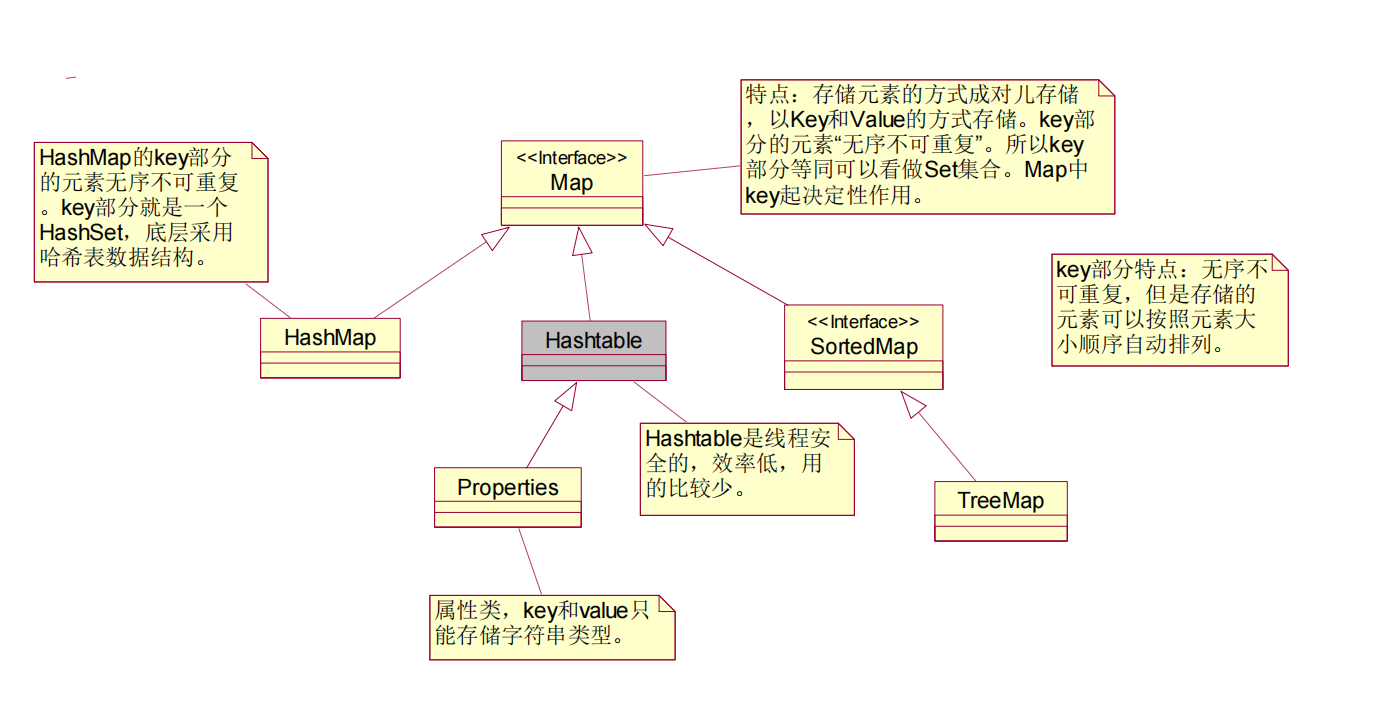 特点：存储元素的方式成对儿存储
，以Key和Value的方式存储。key部
分的元素“无序不可重复”。所以key
部分等同可以看做Set集合。Map中
key起决定性作用。
HashMap的key部分
的元素无序不可重复
。key部分就是一个
HashSet，底层采用
哈希表数据结构。
<<Interface>>
Map
key部分特点：无序不
可重复，但是存储的
元素可以按照元素大
小顺序自动排列。
HashMap
Hashtable
<<Interface>>
SortedMap
Hashtable是线程安
全的，效率低，用
的比较少。
Properties
TreeMap
属性类，key和value只
能存储字符串类型。